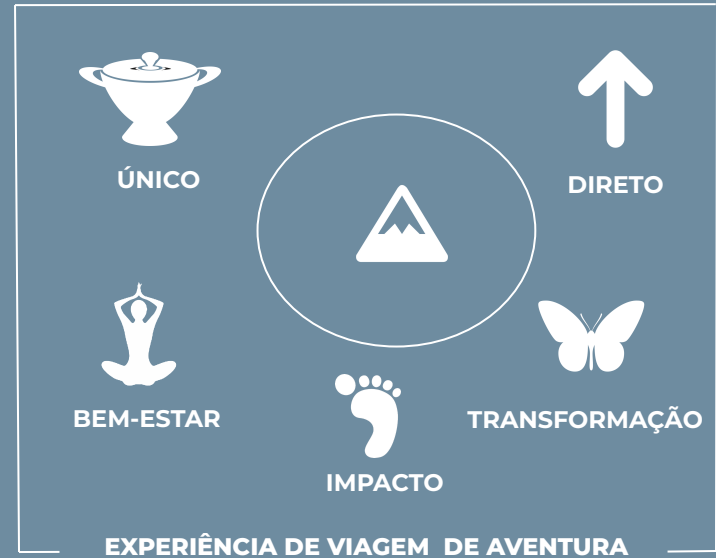 ÚNICO
DIRETO
BEM-ESTAR
TRANSFORMAÇÃO
IMPACTO
EXPERIÊNCIA DE VIAGEM DE AVENTURA